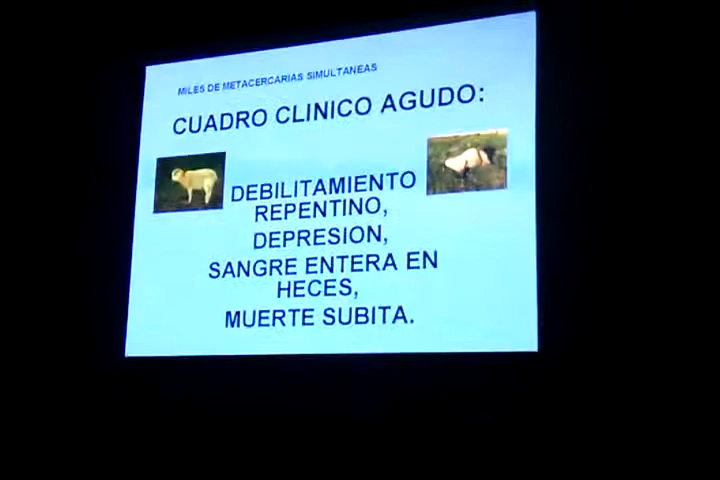 MILES DE METACERCARIAS SIMULTANEAS
CUADRO CLINICO AGUDO:
DEBILITAMIENTO
REPENTINO,
DEPRESION,
SANGRE ENTERA EN
HECES,
MUERTE SUBITA.